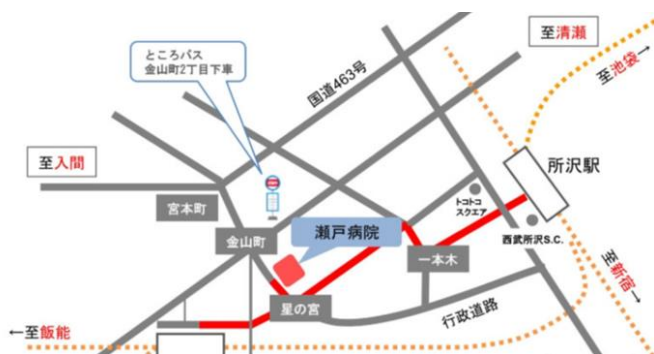 ところバス
金山町2丁目下車
国道463号
至清瀬
至池袋→
至入間
所沢駅
宮本町
トコトコ
スクエア
金山町
瀬戸病院
西武所沢S.C.
一本木
至新宿→
星の宮
行政道路
←至飯能